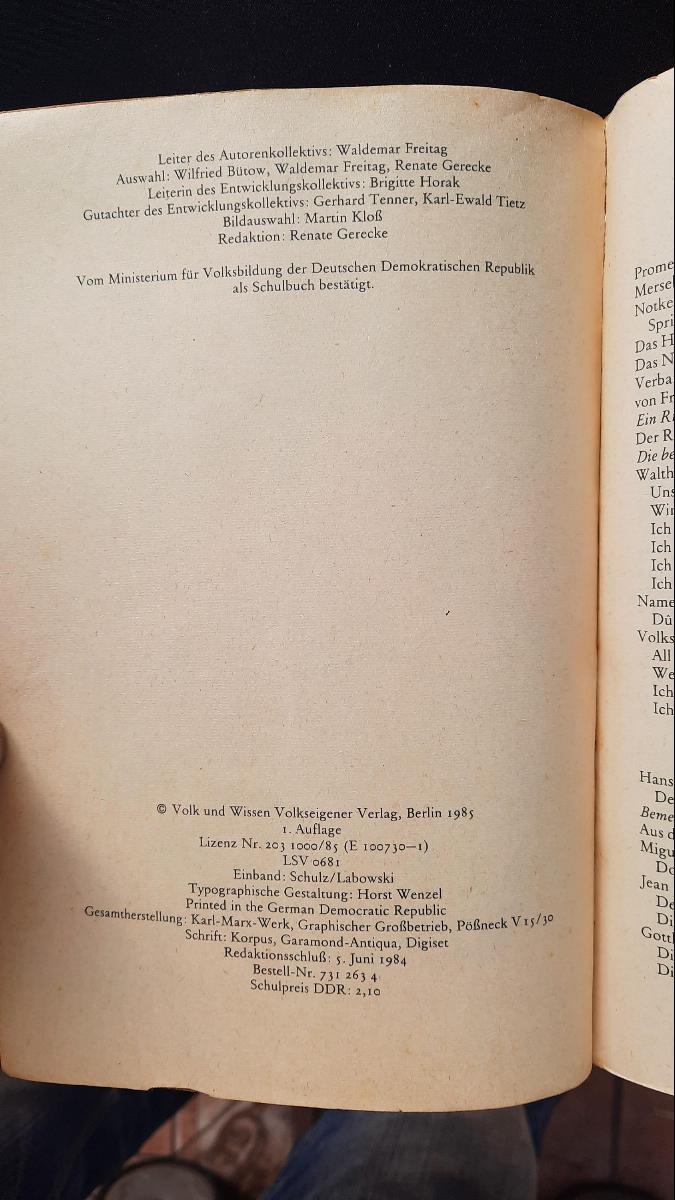 Leiter des Autorenkollektivs: Waldemar Freitag
Auswahl: Wilfried Bütow, Waldemar Freitag, Renate Gerecke
Leiterin des Entwicklungskollektivs: Brigitte Horak
Gutachter des Entwicklungskollektivs: Gerhard Tenner, Karl-Ewald Tietz
Bildauswahl: Martin Kloß
Redaktion: Renate Gerecke
Vom Ministerium für Volksbildung der Deutschen Demokratischen Republik
als Schulbuch bestätigt.
© Volk und Wissen Volkseigener Verlag, Berlin 1985
1. Auflage
Lizenz Nr. 203 1000/85 (E 100730—1)
LSV 0681
Einband: Schulz/Labowski
Typographische Gestaltung: Horst Wenzel
Printed in the German Democratic Republic
Gesamtherstellung: Karl-Marx-Werk, Graphischer Großbetrieb, Pößneck V 15/30
Schrift: Korpus, Garamond-Antiqua, Digiset
Redaktionsschluß: 5. Juni 1984
Bestell-Nr. 731 263 4
Schulpreis DDR: 2,10
Prome
Merse
Notke
Spri
Das H
Das N
Verba
von Fr
Ein Ri
Der R
Die be
Walth
Uns
Wir
Ich
Ich
Ich
Ich
Name
Dû
Volks
All
We
Ich
Ich
Hans
De
Beme
Aus d
Migu
Do
Jean
De
Di
Gottl
Di
Di